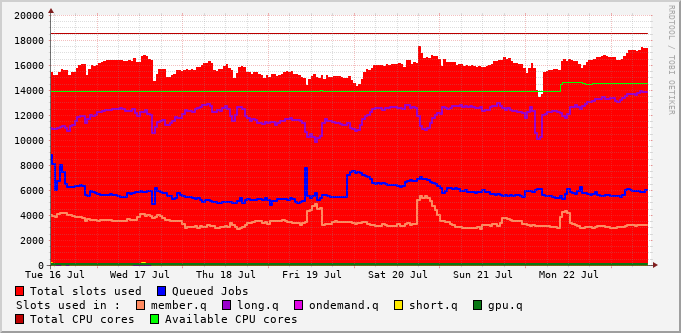 RRDTOOL / TOBI OETIKER
20000
18000
16000
14000
12000
10000
8000
6000
4000
2000
0
Tue 16 Jul Wed 17 Jul Thu 18 Jul Fri 19 Jul Sat 20 Jul Sun 21 Jul Mon 22 Jul
Total slots used Queued Jobs
Slots used in : member.q long.q ondemand.q short.q gpu.q
Total CPU cores Available CPU cores